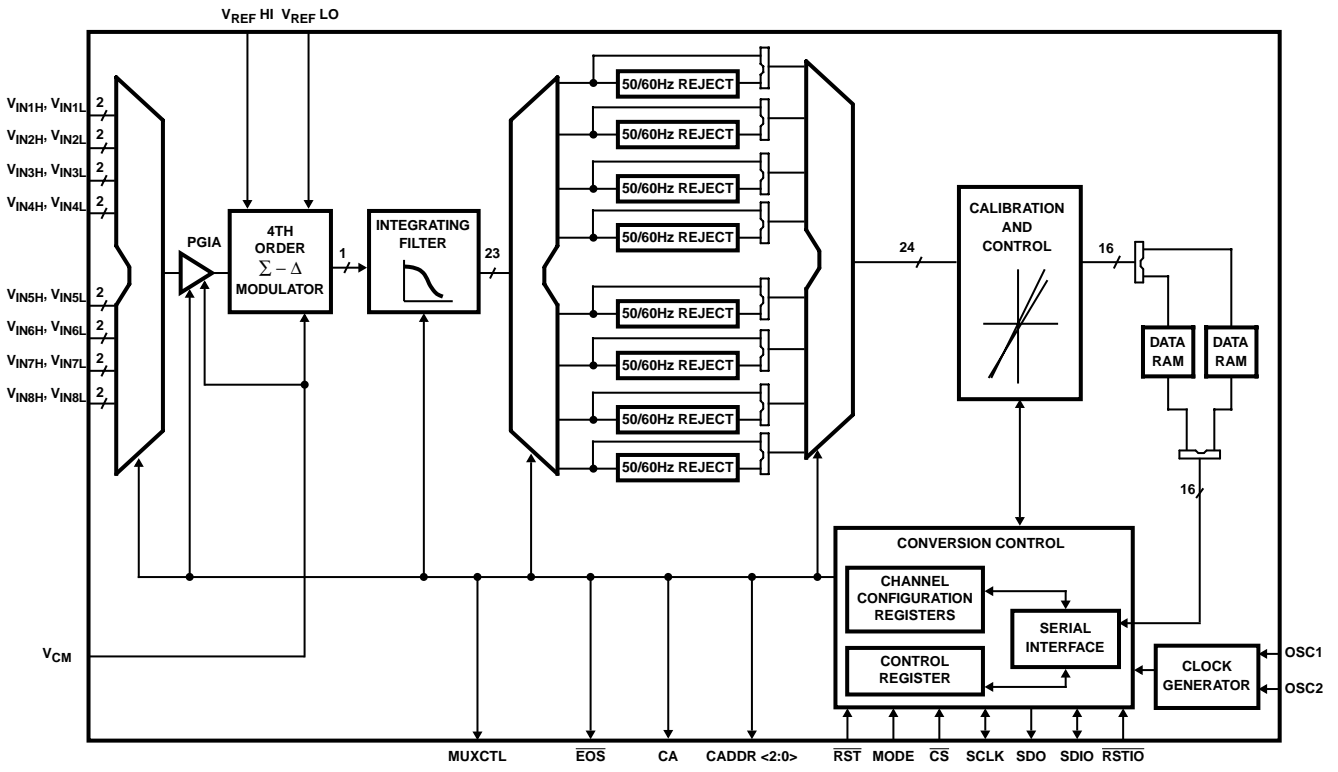 VREF HI VREF LO
VIN1H, VIN1L 2
VIN2H, VIN2L 2
VIN3H, VIN3L 2
VIN4H, VIN4L 2
VIN5H, VIN5L 2
VIN6H, VIN6L 2
VIN7H, VIN7L 2
VIN8H, VIN8L 2
PGIA
4TH
ORDER
Σ – Δ
MODULATOR
1
INTEGRATING
FILTER
23
50/60Hz REJECT
50/60Hz REJECT
50/60Hz REJECT
50/60Hz REJECT
50/60Hz REJECT
50/60Hz REJECT
50/60Hz REJECT
50/60Hz REJECT
24
CALIBRATION
AND
CONTROL
16
DATA
RAM
DATA
RAM
16
CONVERSION CONTROL
CHANNEL
CONFIGURATION
REGISTERS
SERIAL
INTERFACE
CONTROL
REGISTER
CLOCK
GENERATOR
OSC1
OSC2
VCM
MUXCTL EOS CA CADDR <2:0> RST MODE CS SCLK SDO SDIO RSTIO